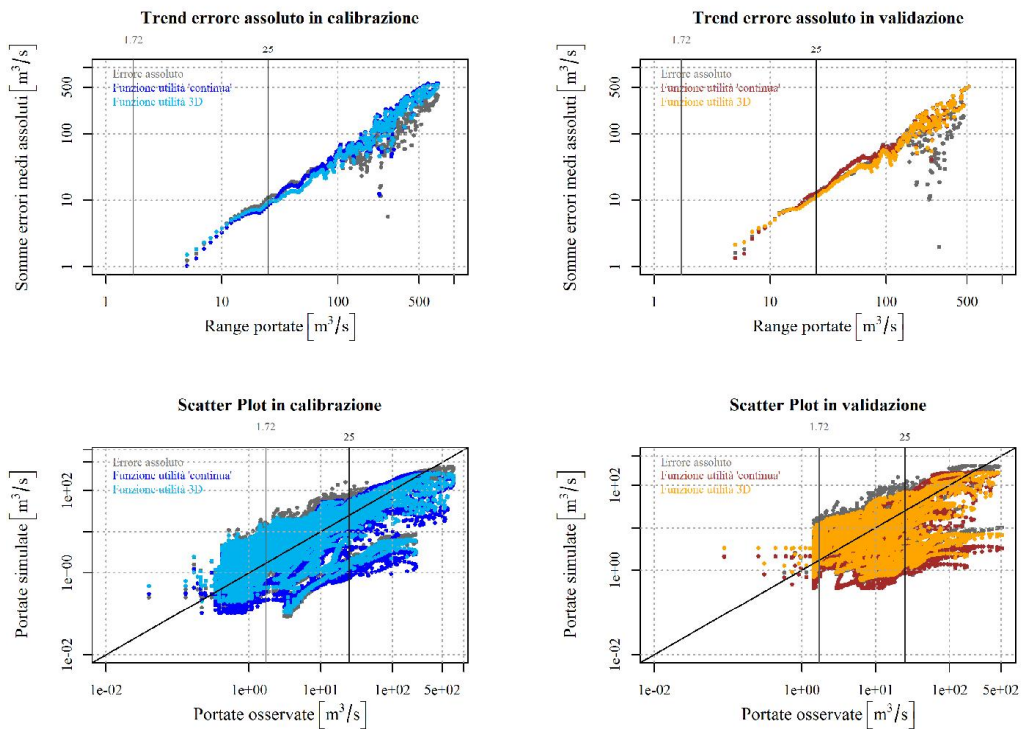 Trend errore assoluto in calibrazione
1.72
25
Errore assoluto
Funzione utilità 'continua'
Funzione utilità 3D
Somme errori medi assoluti [m³/s]
500
100
10
1
1
10
100
500
Range portate [m³/s]
Trend errore assoluto in validazione
1.72
25
Errore assoluto
Funzione utilità 'continua'
Funzione utilità 3D
Somme errori medi assoluti [m³/s]
500
100
10
1
1
10
100
500
Range portate [m³/s]
Scatter Plot in calibrazione
1.72
25
Errore assoluto
Funzione utilità 'continua'
Funzione utilità 3D
Portate simulate [m³/s]
1e+02
1e+00
1e-02
1e-02
1e+00
1e+01
1e+02
5e+02
Portate osservate [m³/s]
Scatter Plot in validazione
1.72
25
Errore assoluto
Funzione utilità 'continua'
Funzione utilità 3D
Portate simulate [m³/s]
1e+02
1e+00
1e-02
1e-02
1e+00
1e+01
1e+02
5e+02
Portate osservate [m³/s]